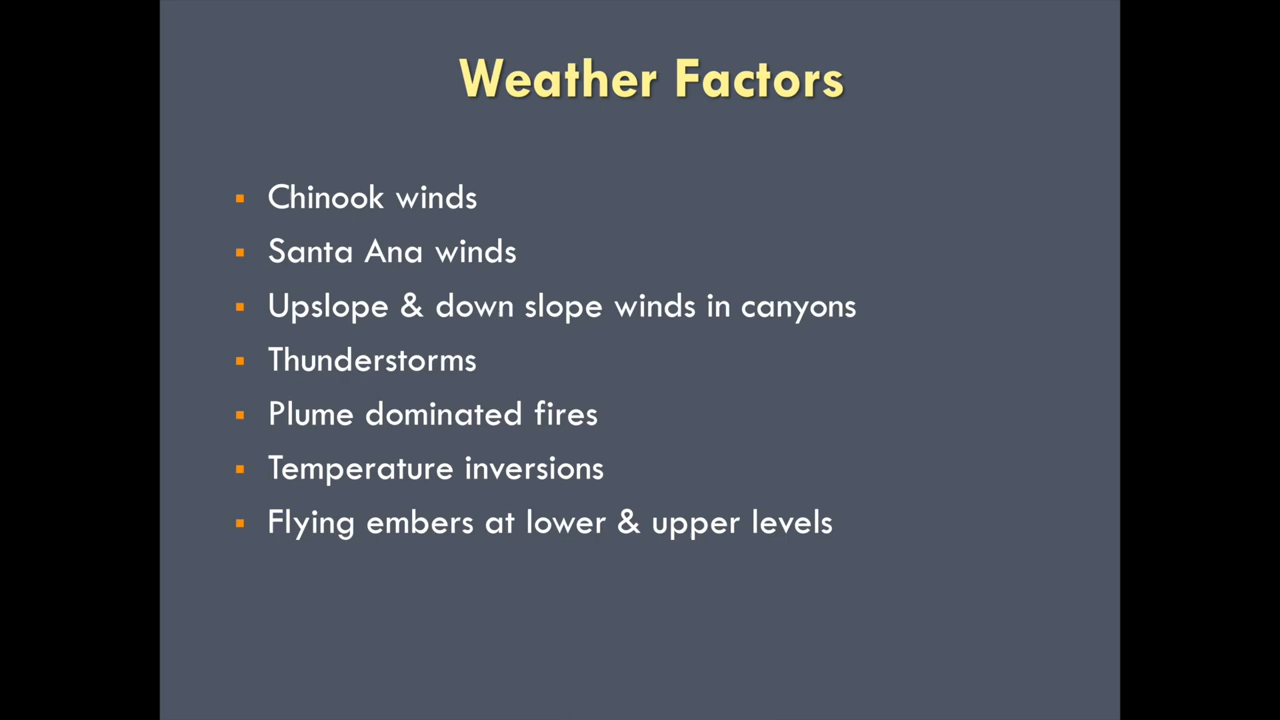 Weather Factors
▪ Chinook winds
▪ Santa Ana winds
▪ Upslope & down slope winds in canyons
▪ Thunderstorms
▪ Plume dominated fires
▪ Temperature inversions
▪ Flying embers at lower & upper levels